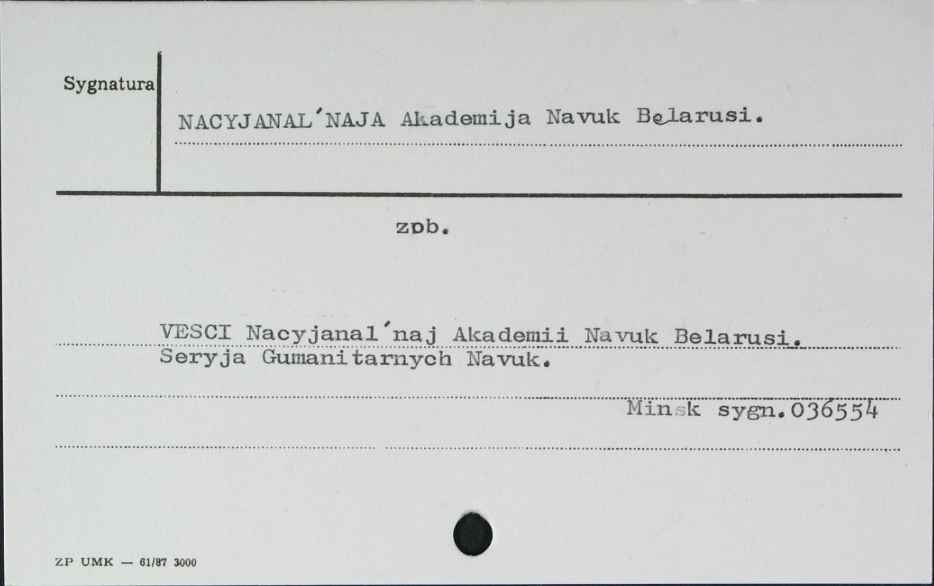 Sygnatura
NACYJANAL´NAJA Akademija Navuk Belarusi.
zpb.
VESCI Nacyjanal´naj Akademii Navuk Belarusi.
Seryja Gumanitarnych Navuk.
Minsk sygn.036554
ZP UMK — 61/87 3000